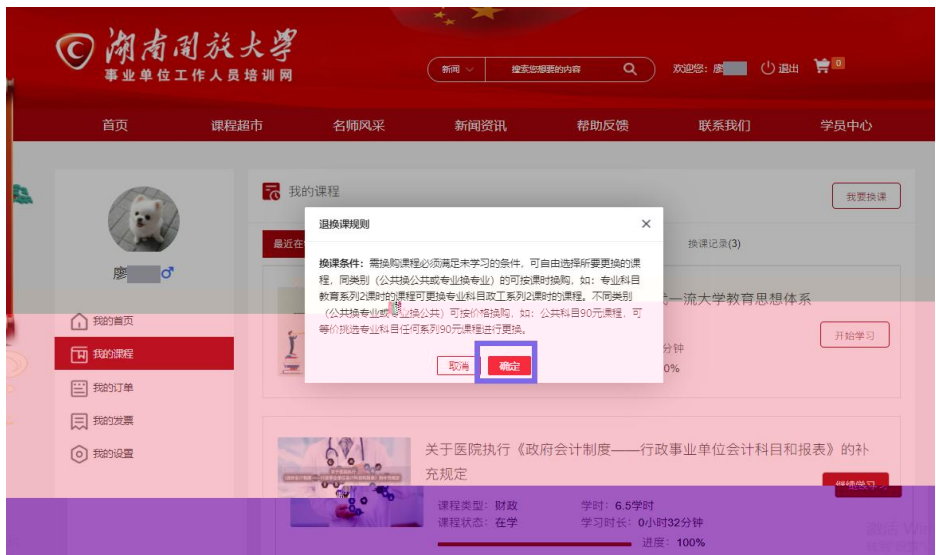 湖南开放大学
事业单位工作人员培训网
新闻
搜索您想要的内容
欢迎您：廖
退出
0
首页
课程超市
名师风采
新闻资讯
帮助反馈
联系我们
学员中心
我的课程
我要换课
最近在
换课记录(3)
退换课规则
换课条件：需换购课程必须满足未学习的条件，可自由选择所要更换的课
程，同类别（公共换公共或专业换专业）的可按课时换购，如：专业科目
教育系列2课时的课程可更换专业科目政工系列2课时的课程。不同类别
（公共换专业或专业换公共）可按价格换购，如：公共科目90元课程，可
等价挑选专业科目任何系列90元课程进行更换。
取消
确定
廖
一流大学教育思想体系
开始学习
分钟
0%
我的首页
我的课程
我的订单
我的发票
我的设置
关于医院执行《政府会计制度——行政事业单位会计科目和报表》的补
充规定
继续学习
课程类型：财政
学时：6.5学时
课程状态：在学
学习时长：0小时32分钟
进度：100%
激活 Win